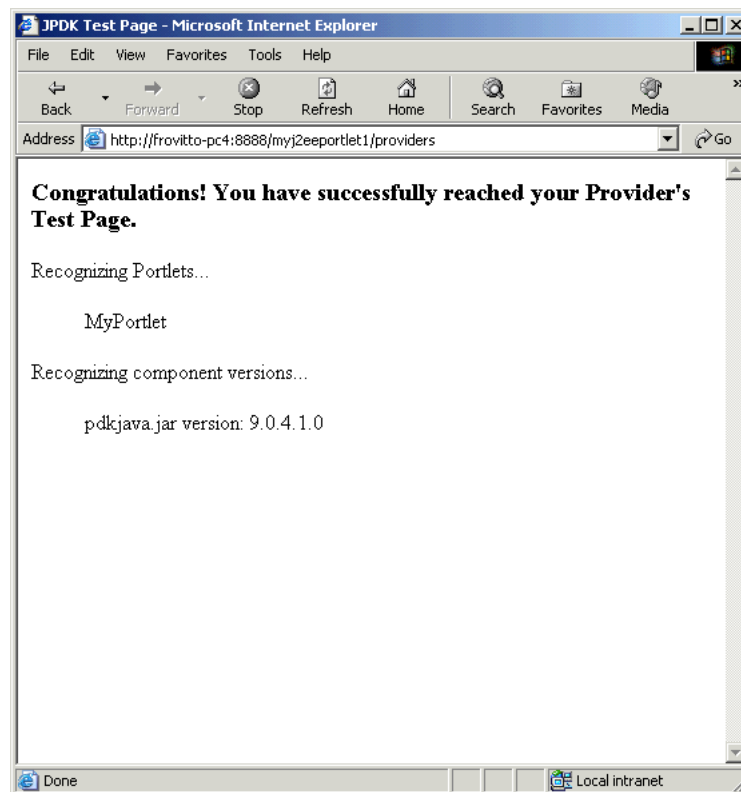 JPDK Test Page - Microsoft Internet Explorer
File Edit View Favorites Tools Help
Back Forward Stop Refresh Home Search Favorites Media »
Address http://frovitto-pc4:8888/myj2eeportlet1/providers Go
Congratulations! You have successfully reached your Provider's
Test Page.
Recognizing Portlets...
MyPortlet
Recognizing component versions...
pdkjava.jar version: 9.0.4.1.0
Done Local intranet